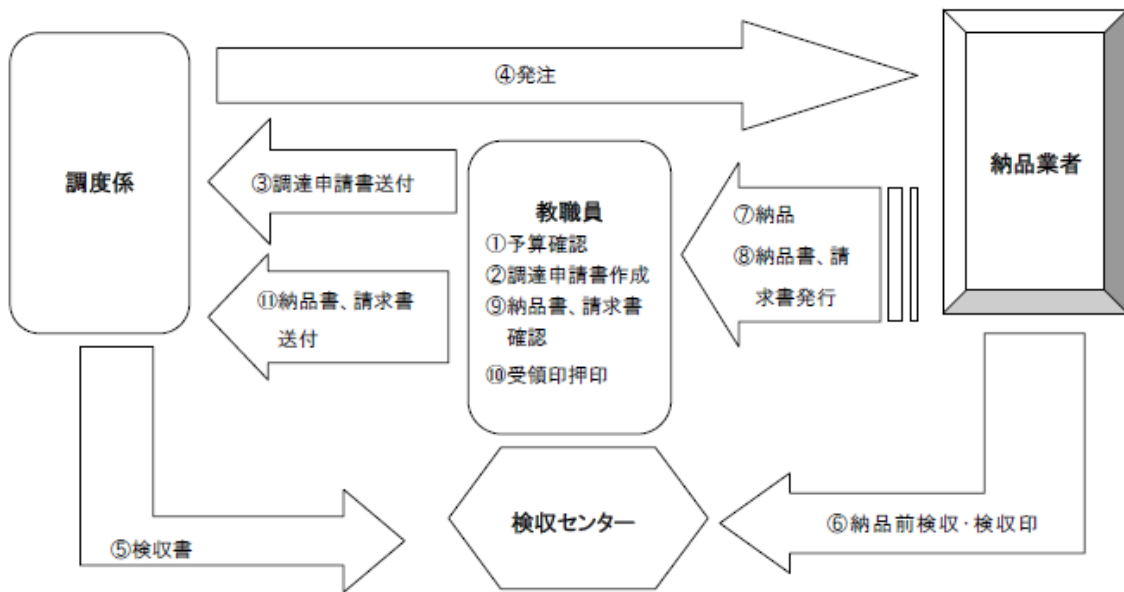 ④発注
調度係
③調達申請書送付
⑪納品書、請求書
送付
教職員
①予算確認
②調達申請書作成
⑨納品書、請求書
確認
⑩受領印押印
⑦納品
⑧納品書、請
求書発行
納品業者
⑤検収書
検収センター
⑥納品前検収・検収印